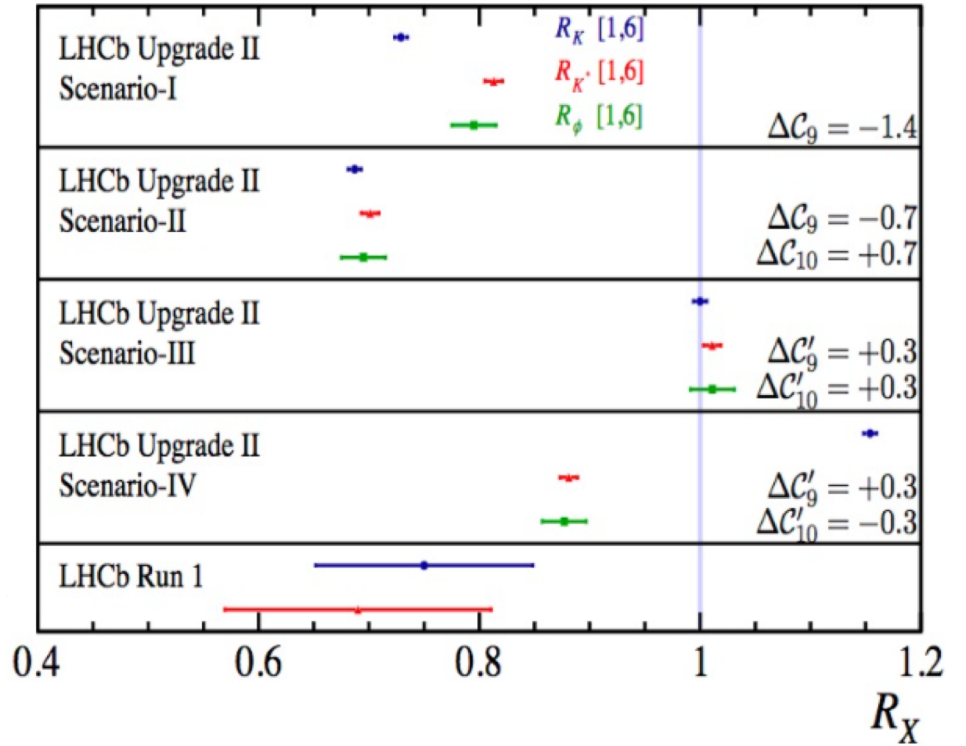 LHCb Upgrade II
Scenario-I
R_K [1,6]
R_K* [1,6]
R_ϕ [1,6]
ΔC_9 = −1.4
LHCb Upgrade II
Scenario-II
ΔC_9 = −0.7
ΔC_10 = +0.7
LHCb Upgrade II
Scenario-III
ΔC′_9 = +0.3
ΔC′_10 = +0.3
LHCb Upgrade II
Scenario-IV
ΔC′_9 = +0.3
ΔC′_10 = −0.3
LHCb Run 1
0.4 0.6 0.8 1 1.2
R_X